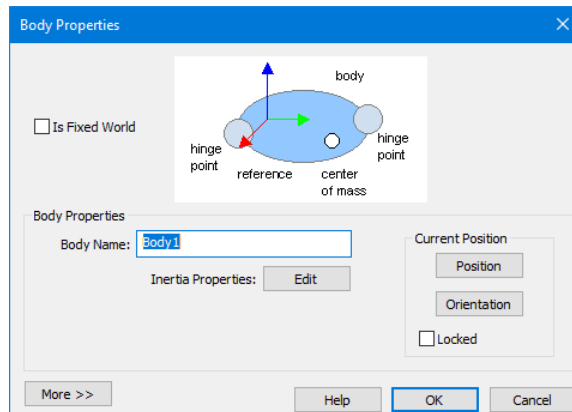 Body Properties
body
Is Fixed World
hinge
point
hinge
point
reference
center
of mass
Body Properties
Body Name: Body1
Current Position
Position
Inertia Properties: Edit
Orientation
Locked
More >>
Help OK Cancel